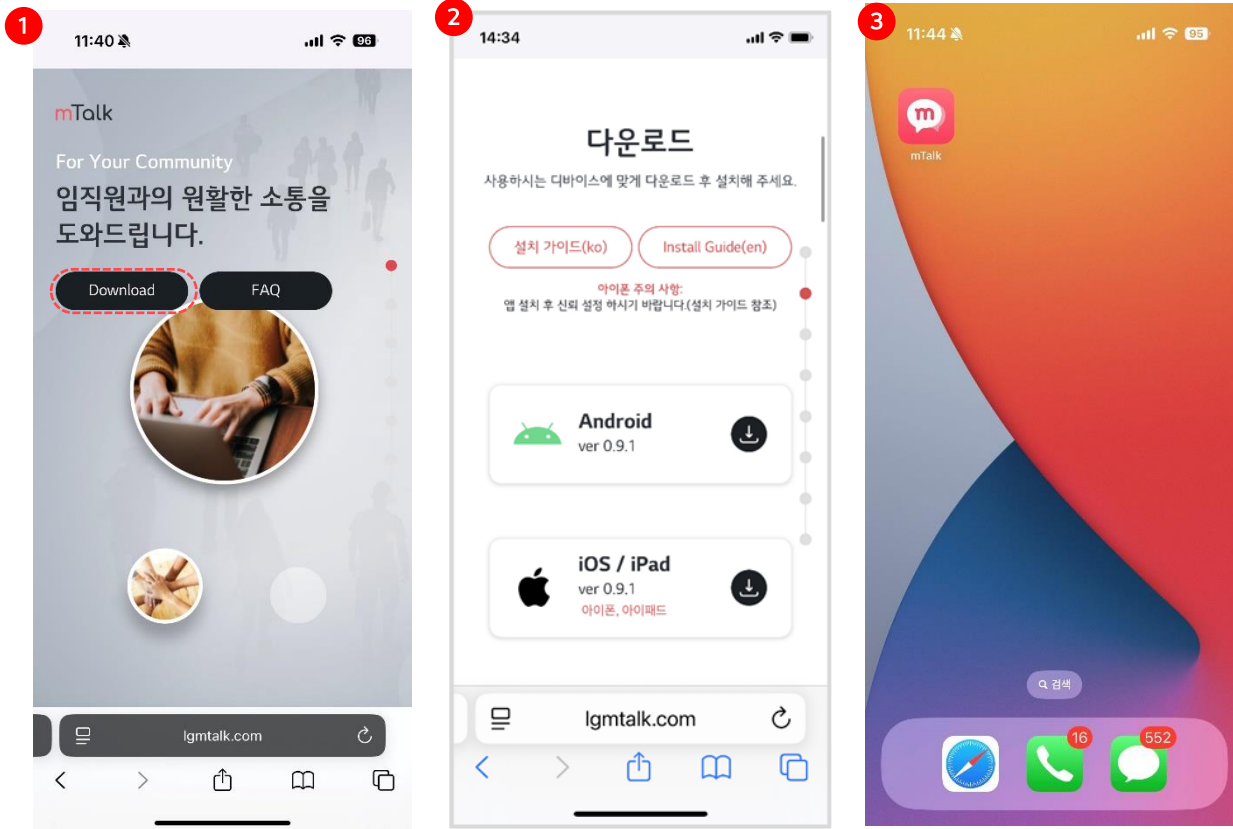 1
11:40
96
mTalk
For Your Community
임직원과의 원활한 소통을
도와드립니다.
Download
FAQ
lgmtalk.com
2
14:34
다운로드
사용하시는 디바이스에 맞게 다운로드 후 설치해 주세요.
설치 가이드(ko)
Install Guide(en)
아이폰 주의 사항:
앱 설치 후 신뢰 설정 하시기 바랍니다.(설치 가이드 참조)
Android
ver 0.9.1
iOS / iPad
ver 0.9.1
아이폰, 아이패드
lgmtalk.com
3
11:44
95
m
mTalk
검색
16
552